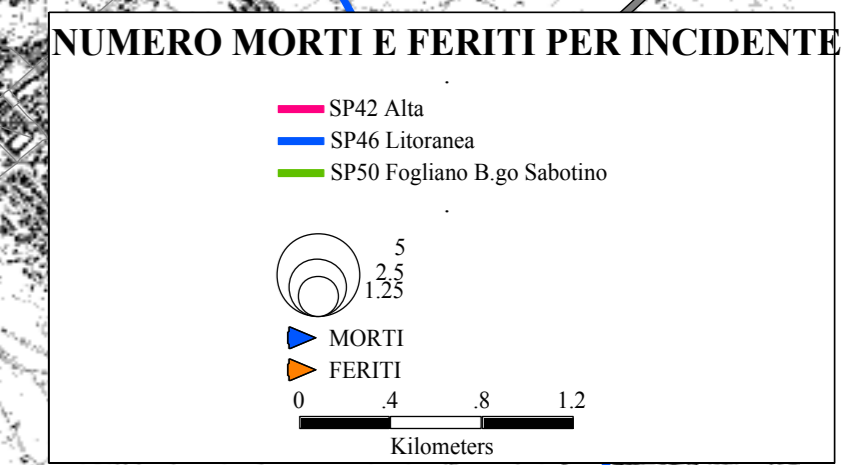 NUMERO MORTI E FERITI PER INCIDENTE
.
SP42 Alta
SP46 Litoranea
SP50 Fogliano B.go Sabotino
.
5
2.5
1.25
MORTI
FERITI
0 .4 .8 1.2
Kilometers